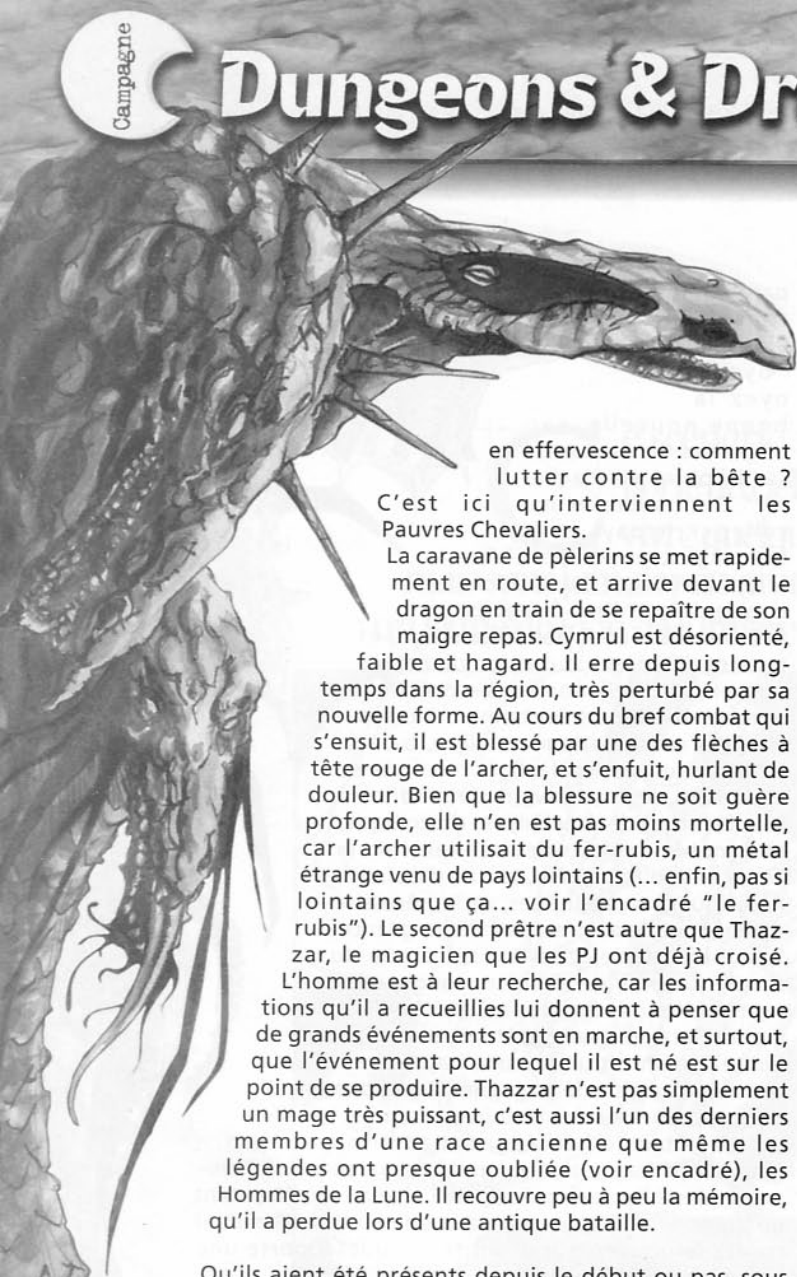 Campagne
Dungeons & Dr
en effervescence : comment
lutter contre la bête ?
C'est ici qu'interviennent les
Pauvres Chevaliers.
La caravane de pèlerins se met rapide-
ment en route, et arrive devant le
dragon en train de se repaître de son
maigre repas. Cymrul est désorienté,
faible et hagard. Il erre depuis long-
temps dans la région, très perturbé par sa
nouvelle forme. Au cours du bref combat qui
s'ensuit, il est blessé par une des flèches à
tête rouge de l'archer, et s'enfuit, hurlant de
douleur. Bien que la blessure ne soit guère
profonde, elle n'en est pas moins mortelle,
car l'archer utilisait du fer-rubis, un métal
étrange venu de pays lointains (... enfin, pas si
lointains que ça... voir l'encadré "le fer-
rubis"). Le second prêtre n'est autre que Thaz-
zar, le magicien que les PJ ont déjà croisé.
L'homme est à leur recherche, car les informa-
tions qu'il a recueillies lui donnent à penser que
de grands événements sont en marche, et surtout,
que l'événement pour lequel il est né est sur le
point de se produire. Thazzar n'est pas simplement
un mage très puissant, c'est aussi l'un des derniers
membres d'une race ancienne que même les
légendes ont presque oubliée (voir encadré), les
Hommes de la Lune. Il recouvre peu à peu la mémoire,
qu'il a perdue lors d'une antique bataille.
Qu'ils aient été présents depuis le début ou pas, sous